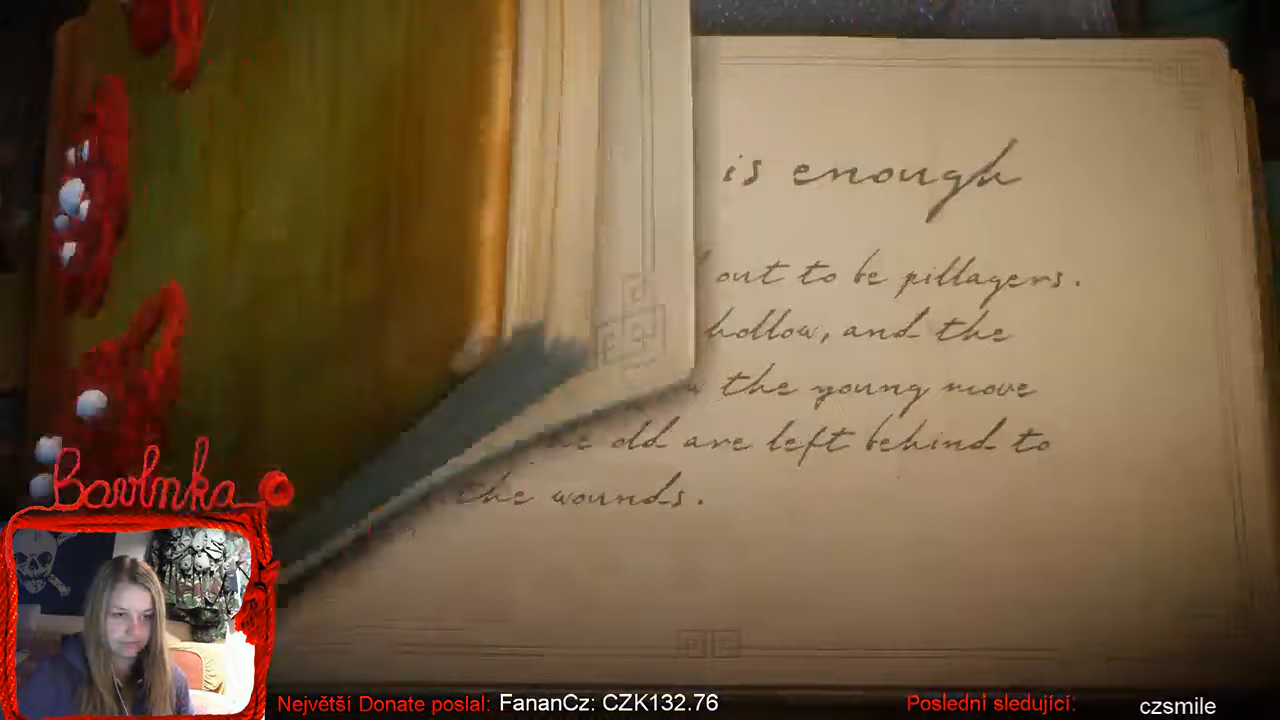 is enough
out to be pillagers.
hollow, and the
the young move
old are left behind to
the wounds.
Bavlnka
Největší Donate poslal: FananCz: CZK132.76
Poslední sledující: czsmile